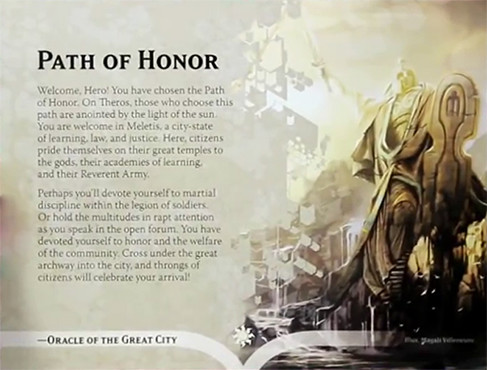 PATH OF HONOR
Welcome, Hero! You have chosen the Path
of Honor. On Theros, those who choose this
path are anointed by the light of the sun.
You are welcome in Meletis, a city-state
of learning, law, and justice. Here, citizens
pride themselves on their great temples to
the gods, their academies of learning,
and their Reverent Army.
Perhaps you'll devote yourself to martial
discipline within the legion of soldiers.
Or hold the multitudes in rapt attention
as you speak in the open forum. You have
devoted yourself to honor and the welfare
of the community. Cross under the great
archway into the city, and throngs of
citizens will celebrate your arrival!
—ORACLE OF THE GREAT CITY
Illus. Magali Villeneuve